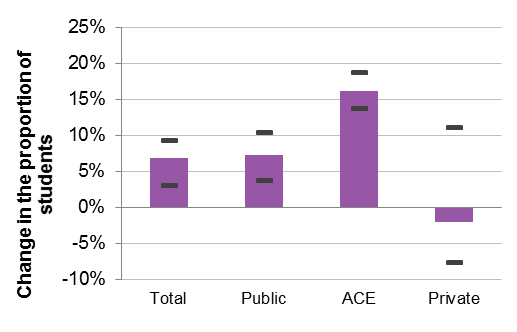 Change in the proportion of
students
25%
20%
15%
10%
5%
0%
-5%
-10%
Total Public ACE Private